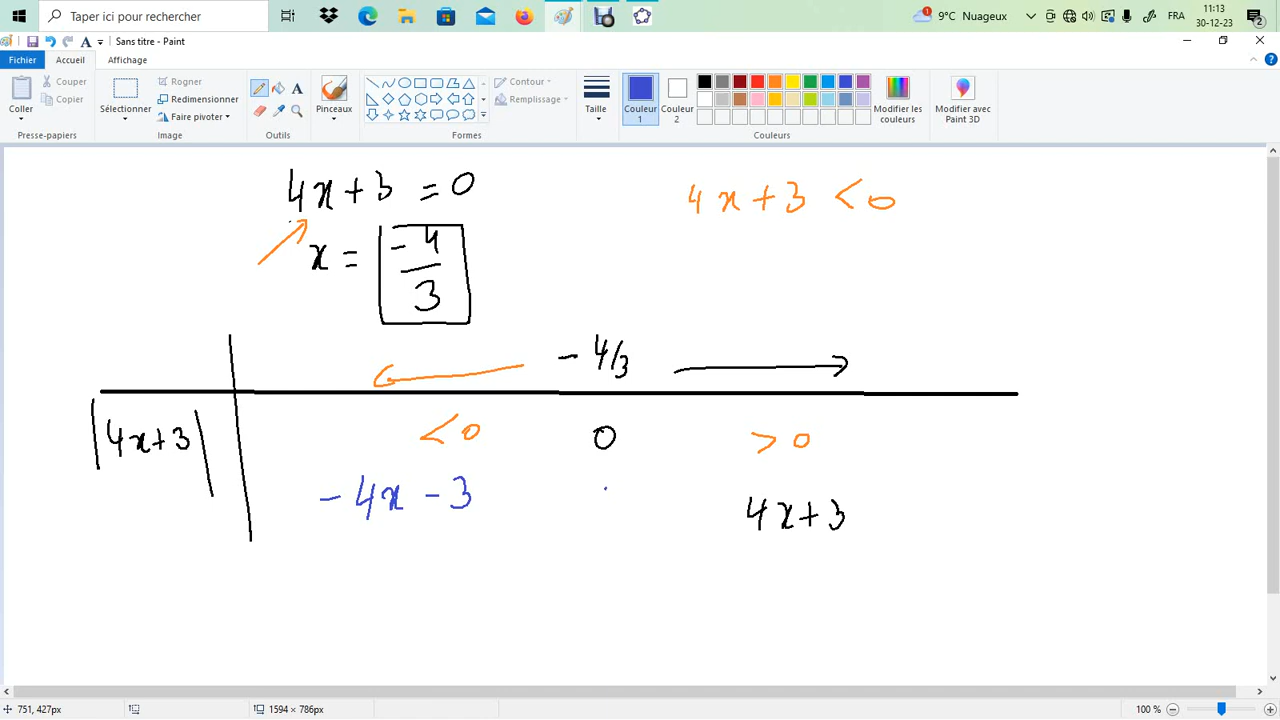 Taper ici pour rechercher
9°C Nuageux
FRA
11:13
30-12-23
2
Sans titre - Paint
Fichier
Accueil
Affichage
Coller
Couper
Copier
Presse-papiers
Sélectionner
Rogner
Redimensionner
Faire pivoter
Image
A
Outils
Pinceaux
Contour
Remplissage
Formes
Taille
Couleur 1
Couleur 2
Modifier les couleurs
Couleurs
Modifier avec Paint 3D
4x+3 = 0
x = -4/3
4x+3 < 0
-4/3
|4x+3|
< 0
0
> 0
-4x - 3
4x+3
751, 427px
1594 × 786px
100 %